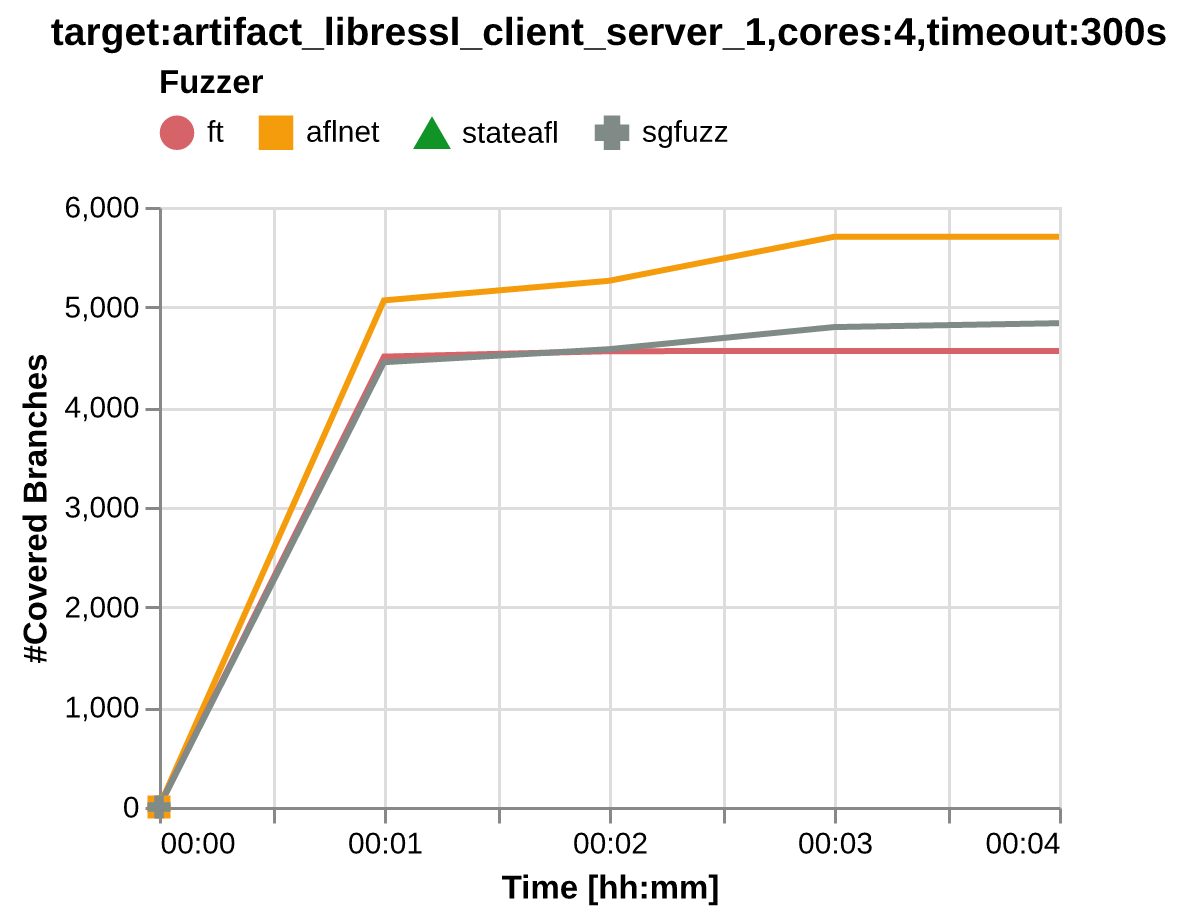 target:artifact_libressl_client_server_1,cores:4,timeout:300s
Fuzzer
ft aflnet stateafl sgfuzz
6,000
5,000
4,000
3,000
2,000
1,000
0
#Covered Branches
00:00 00:01 00:02 00:03 00:04
Time [hh:mm]